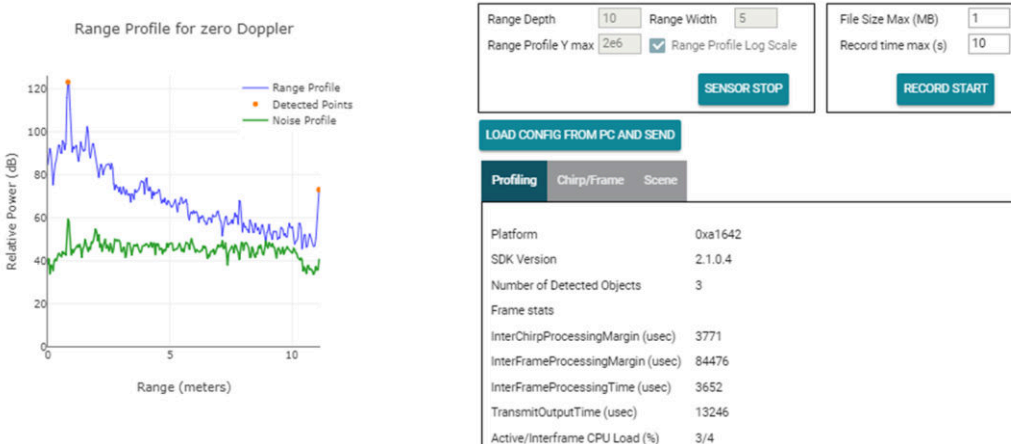 Range Profile for zero Doppler
120
100
80
60
40
20
0
0
5
10
Relative Power (dB)
Range (meters)
Range Profile
Detected Points
Noise Profile
Range Depth 10 Range Width 5
Range Profile Y max 2e6 Range Profile Log Scale
SENSOR STOP
File Size Max (MB) 1
Record time max (s) 10
RECORD START
LOAD CONFIG FROM PC AND SEND
Profiling Chirp/Frame Scene
Platform 0xa1642
SDK Version 2.1.0.4
Number of Detected Objects 3
Frame stats
InterChirpProcessingMargin (usec) 3771
InterFrameProcessingMargin (usec) 84476
InterFrameProcessingTime (usec) 3652
TransmitOutputTime (usec) 13246
Active/Interframe CPU Load (%) 3/4